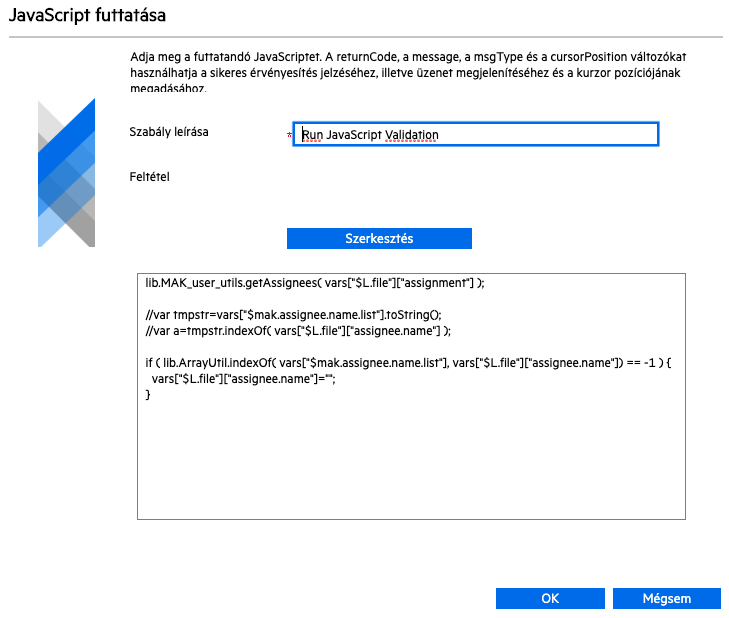 JavaScript futtatása
Adja meg a futtatandó JavaScriptet. A returnCode, a message, a msgType és a cursorPosition változókat
használhatja a sikeres érvényesítés jelzéséhez, illetve üzenet megjelenítéséhez és a kurzor pozíciójának
megadásához.
Szabály leírása
* Run JavaScript Validation
Feltétel
Szerkesztés
lib.MAK_user_utils.getAssignees( vars["$L.file"]["assignment"] );
//var tmpstr=vars["$mak.assignee.name.list"].toString();
//var a=tmpstr.indexOf( vars["$L.file"]["assignee.name"] );
if ( lib.ArrayUtil.indexOf( vars["$mak.assignee.name.list"], vars["$L.file"]["assignee.name"]) == -1 ) {
vars["$L.file"]["assignee.name"]="";
}
OK
Mégsem